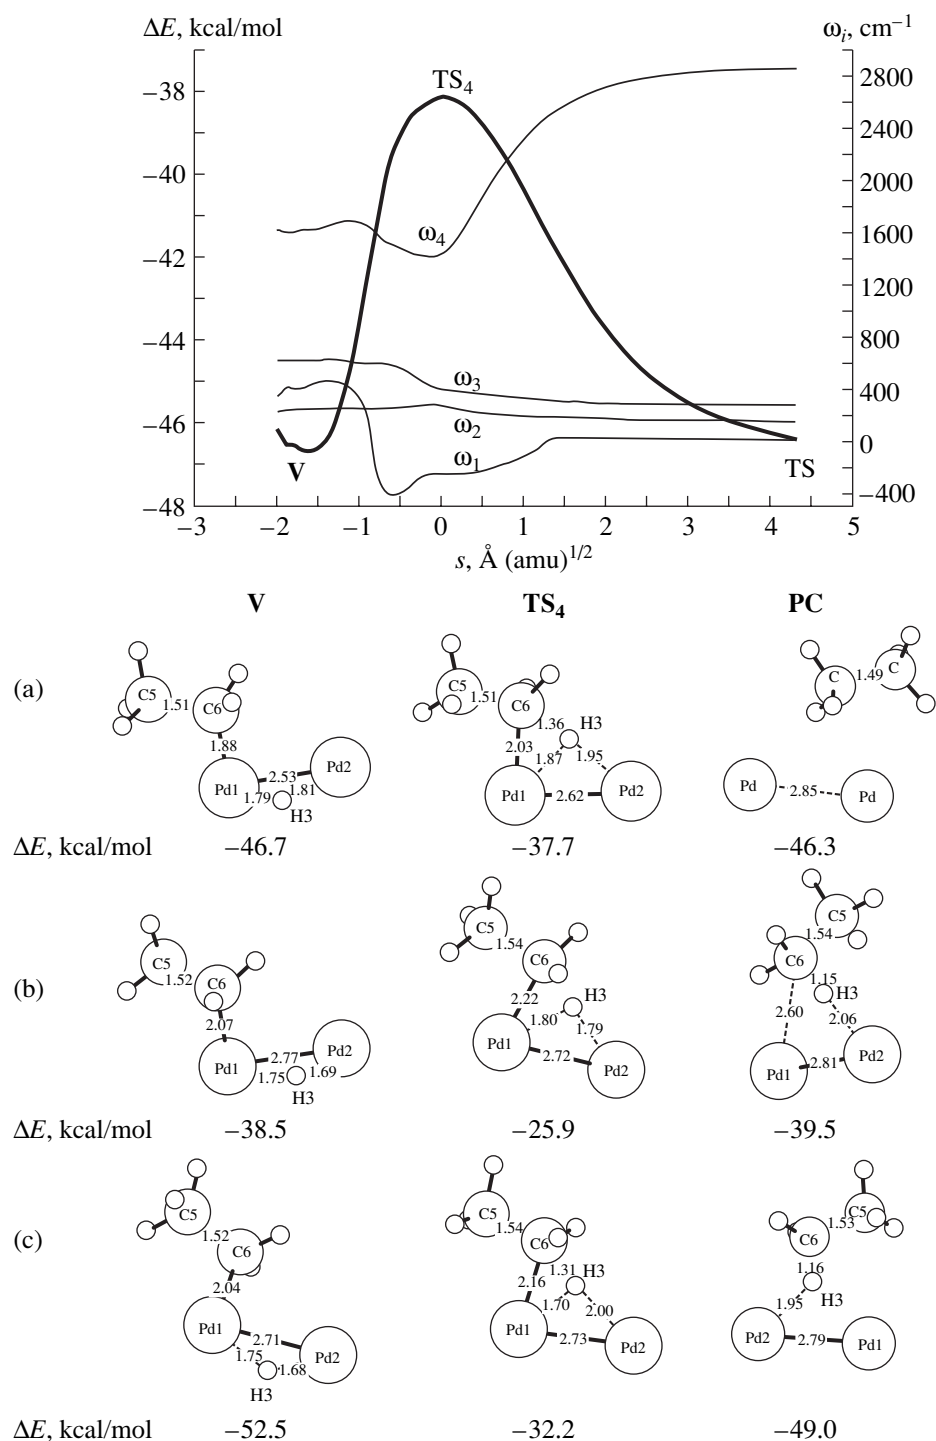 ΔE, kcal/mol
ωᵢ, cm⁻¹
TS₄
−38
−40
−42
−44
−46
−48
2800
2400
2000
1600
1200
800
400
0
−400
ω₄
ω₃
ω₂
ω₁
V
TS
−3 −2 −1 0 1 2 3 4 5
s, Å (amu)¹ᐟ²
V TS₄ PC
(a)
C5 1.51 C6
1.88
Pd1 2.53 Pd2
1.79 1.81
H3
C5 1.51 C6
1.36 H3
2.03
1.87 1.95
Pd1 2.62 Pd2
C 1.49 C
Pd 2.85 Pd
ΔE, kcal/mol −46.7 −37.7 −46.3
(b)
C5 1.52 C6
2.07
Pd1 2.77 Pd2
1.75 1.69
H3
C5 1.54 C6
2.22 H3
1.80 1.79
Pd1 2.72 Pd2
C5
1.54
C6 1.15 H3
2.60 2.06
Pd1 2.81 Pd2
ΔE, kcal/mol −38.5 −25.9 −39.5
(c)
C5 1.52 C6
2.04
Pd1 2.71 Pd2
1.75 1.68
H3
C5 1.54 C6
1.31 H3
2.16
1.70 2.00
Pd1 2.73 Pd2
C6 1.53 C5
1.16
1.95 H3
Pd2 2.79 Pd1
ΔE, kcal/mol −52.5 −32.2 −49.0